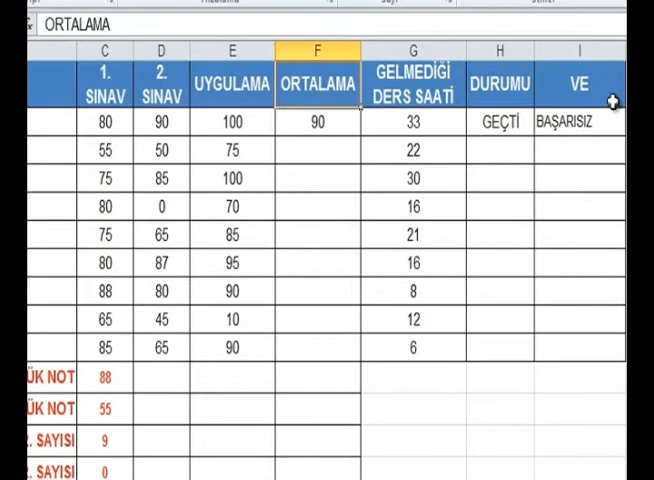 ORTALAMA
C D E F G H I
1. SINAV 2. SINAV UYGULAMA ORTALAMA GELMEDİĞİ DERS SAATİ DURUMU VE
80 90 100 90 33 GEÇTİ BAŞARISIZ
55 50 75 22
75 85 100 30
80 0 70 16
75 65 85 21
80 87 95 16
88 80 90 8
65 45 10 12
85 65 90 6
ÜK NOT 88
ÜK NOT 55
. SAYISI 9
. SAYISI 0